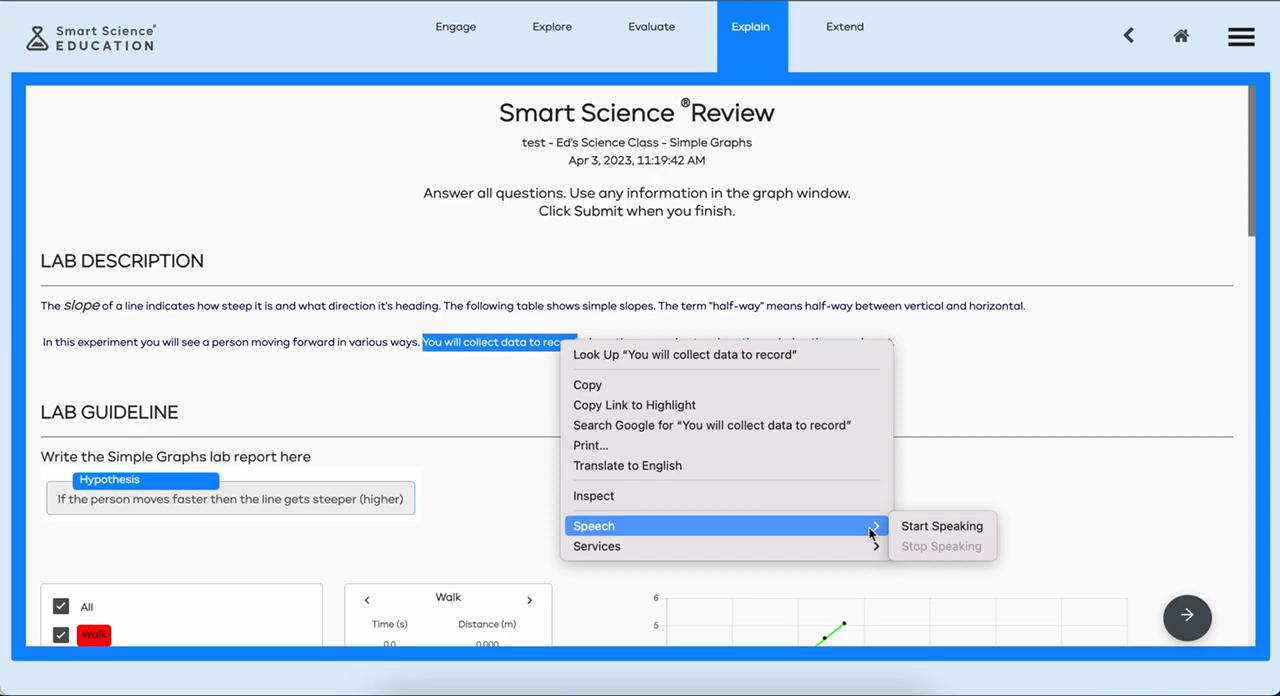 Smart Science®
EDUCATION
Engage
Explore
Evaluate
Explain
Extend
Smart Science ®Review
test - Ed's Science Class - Simple Graphs
Apr 3, 2023, 11:19:42 AM
Answer all questions. Use any information in the graph window.
Click Submit when you finish.
LAB DESCRIPTION
The slope of a line indicates how steep it is and what direction it's heading. The following table shows simple slopes. The term "half-way" means half-way between vertical and horizontal.
In this experiment you will see a person moving forward in various ways. You will collect data to
Look Up “You will collect data to record”
Copy
Copy Link to Highlight
Search Google for “You will collect data to record”
Print...
Translate to English
Inspect
Speech
Start Speaking
Services
Stop Speaking
LAB GUIDELINE
Write the Simple Graphs lab report here
Hypothesis
If the person moves faster then the line gets steeper (higher)
All
Walk
Walk
Time (s)
Distance (m)
0.0
0.000
6
5